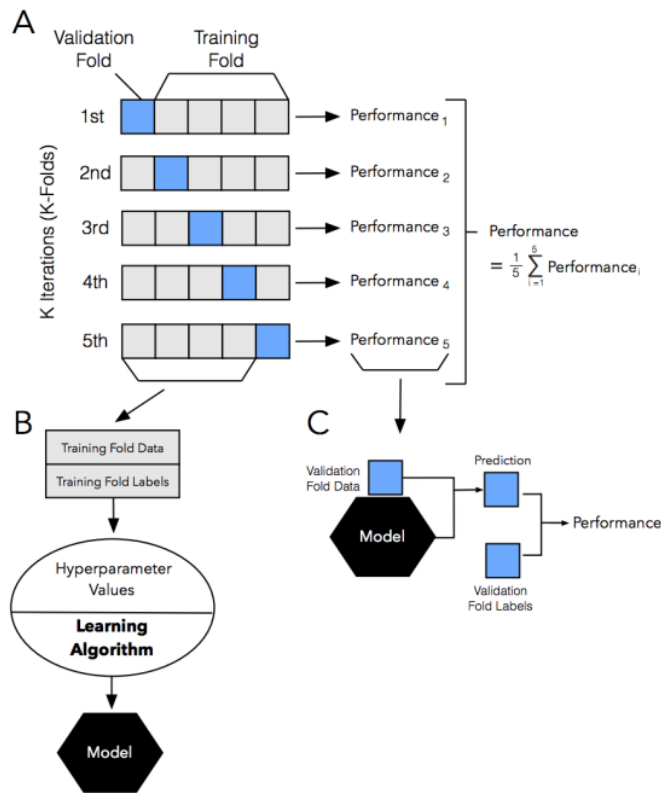 A
Validation
Fold
Training
Fold
K Iterations (K-Folds)
1st
Performance 1
2nd
Performance 2
3rd
Performance 3
4th
Performance 4
5th
Performance 5
Performance
= 1/5 5∑i=1 Performance i
B
Training Fold Data
Training Fold Labels
Hyperparameter
Values
Learning
Algorithm
Model
C
Validation
Fold Data
Model
Prediction
Validation
Fold Labels
Performance